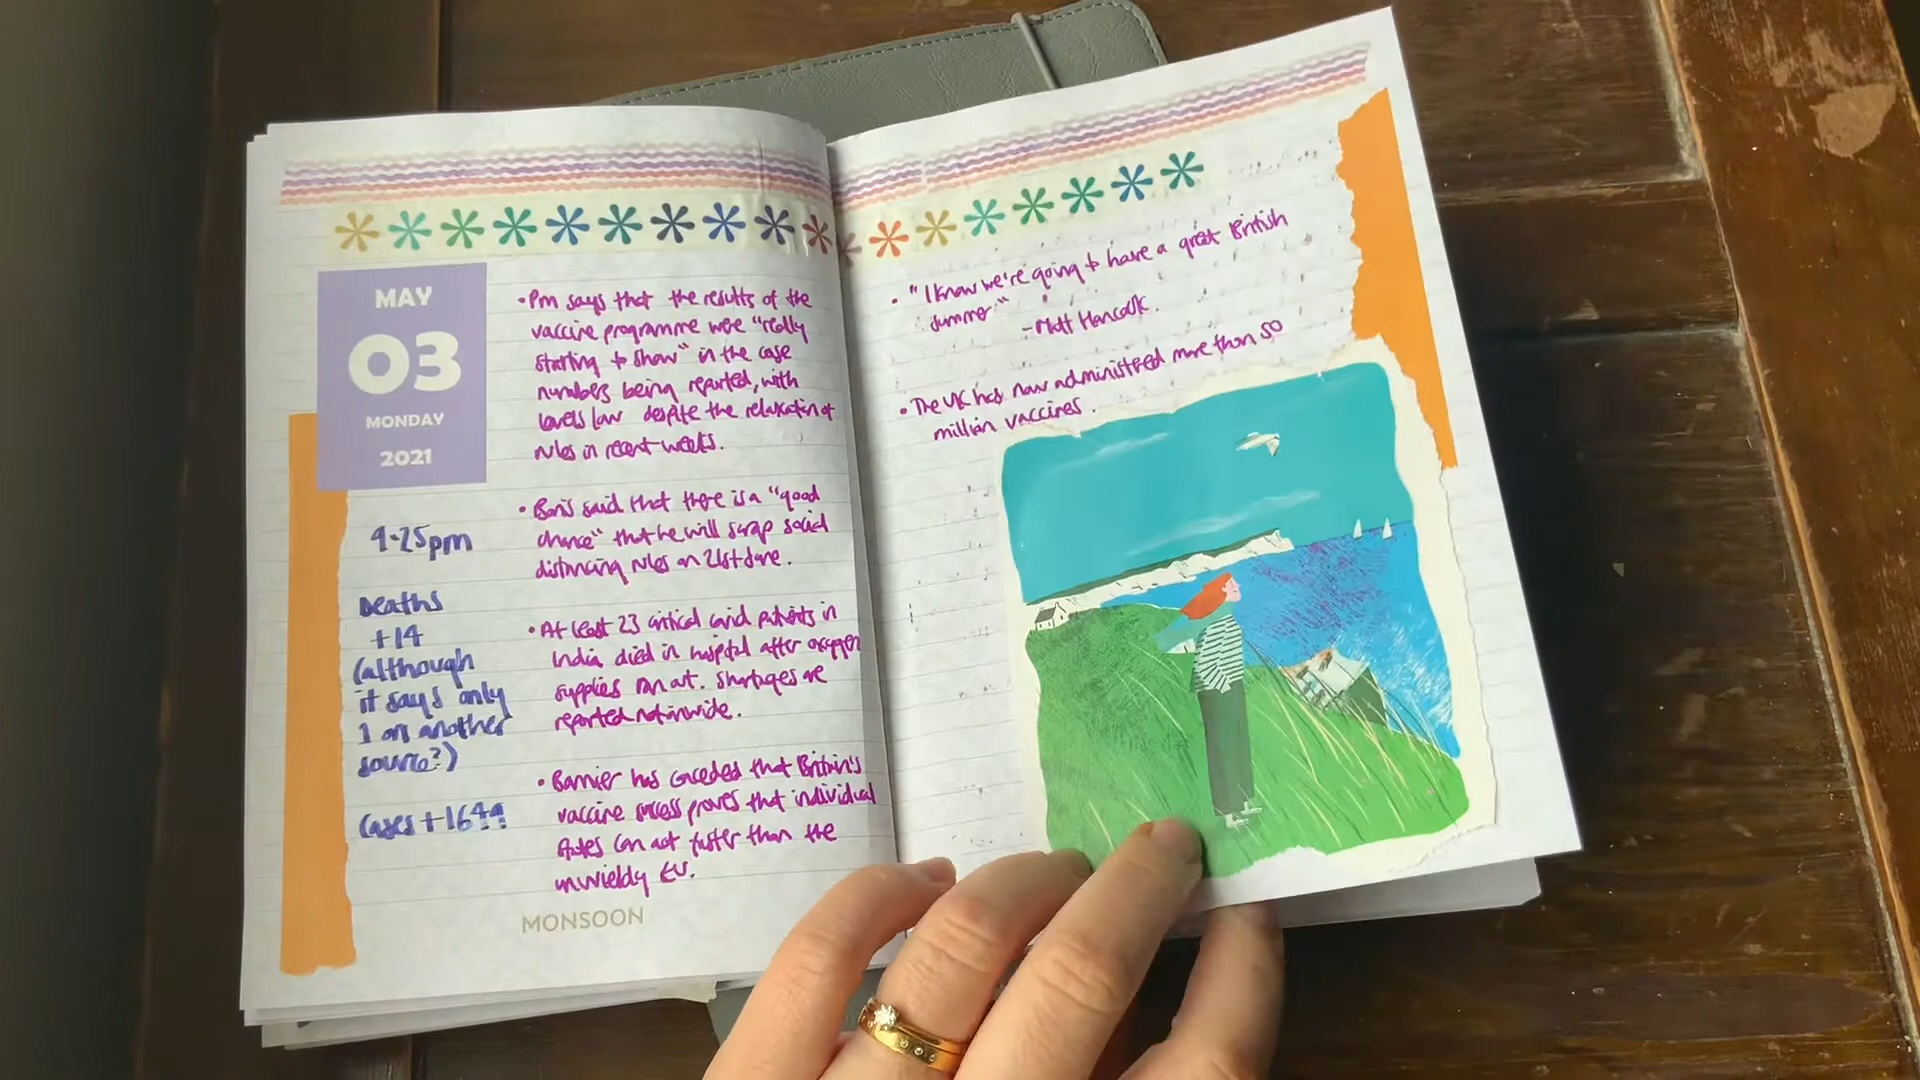 MAY
03
MONDAY
2021
9.25pm
Deaths
+14
(although
it says only
1 on another
source?)
Cases +1649
• PM says that the results of the
vaccine programme were "really
starting to show" in the case
numbers being reported, with
levels low despite the relaxation of
rules in recent weeks.
• Boris said that there is a "good
chance" that he will scrap social
distancing rules on 21st June.
• At least 23 critical covid patients in
India died in hospital after oxygen
supplies ran out. Shortages are
reported nationwide.
• Barnier has conceded that Britain's
vaccine success proves that individual
states can act faster than the
unwieldy EU.
MONSOON
• "I know we're going to have a great British
summer"
- Matt Hancock.
• The UK has now administered more than 50
million vaccines.